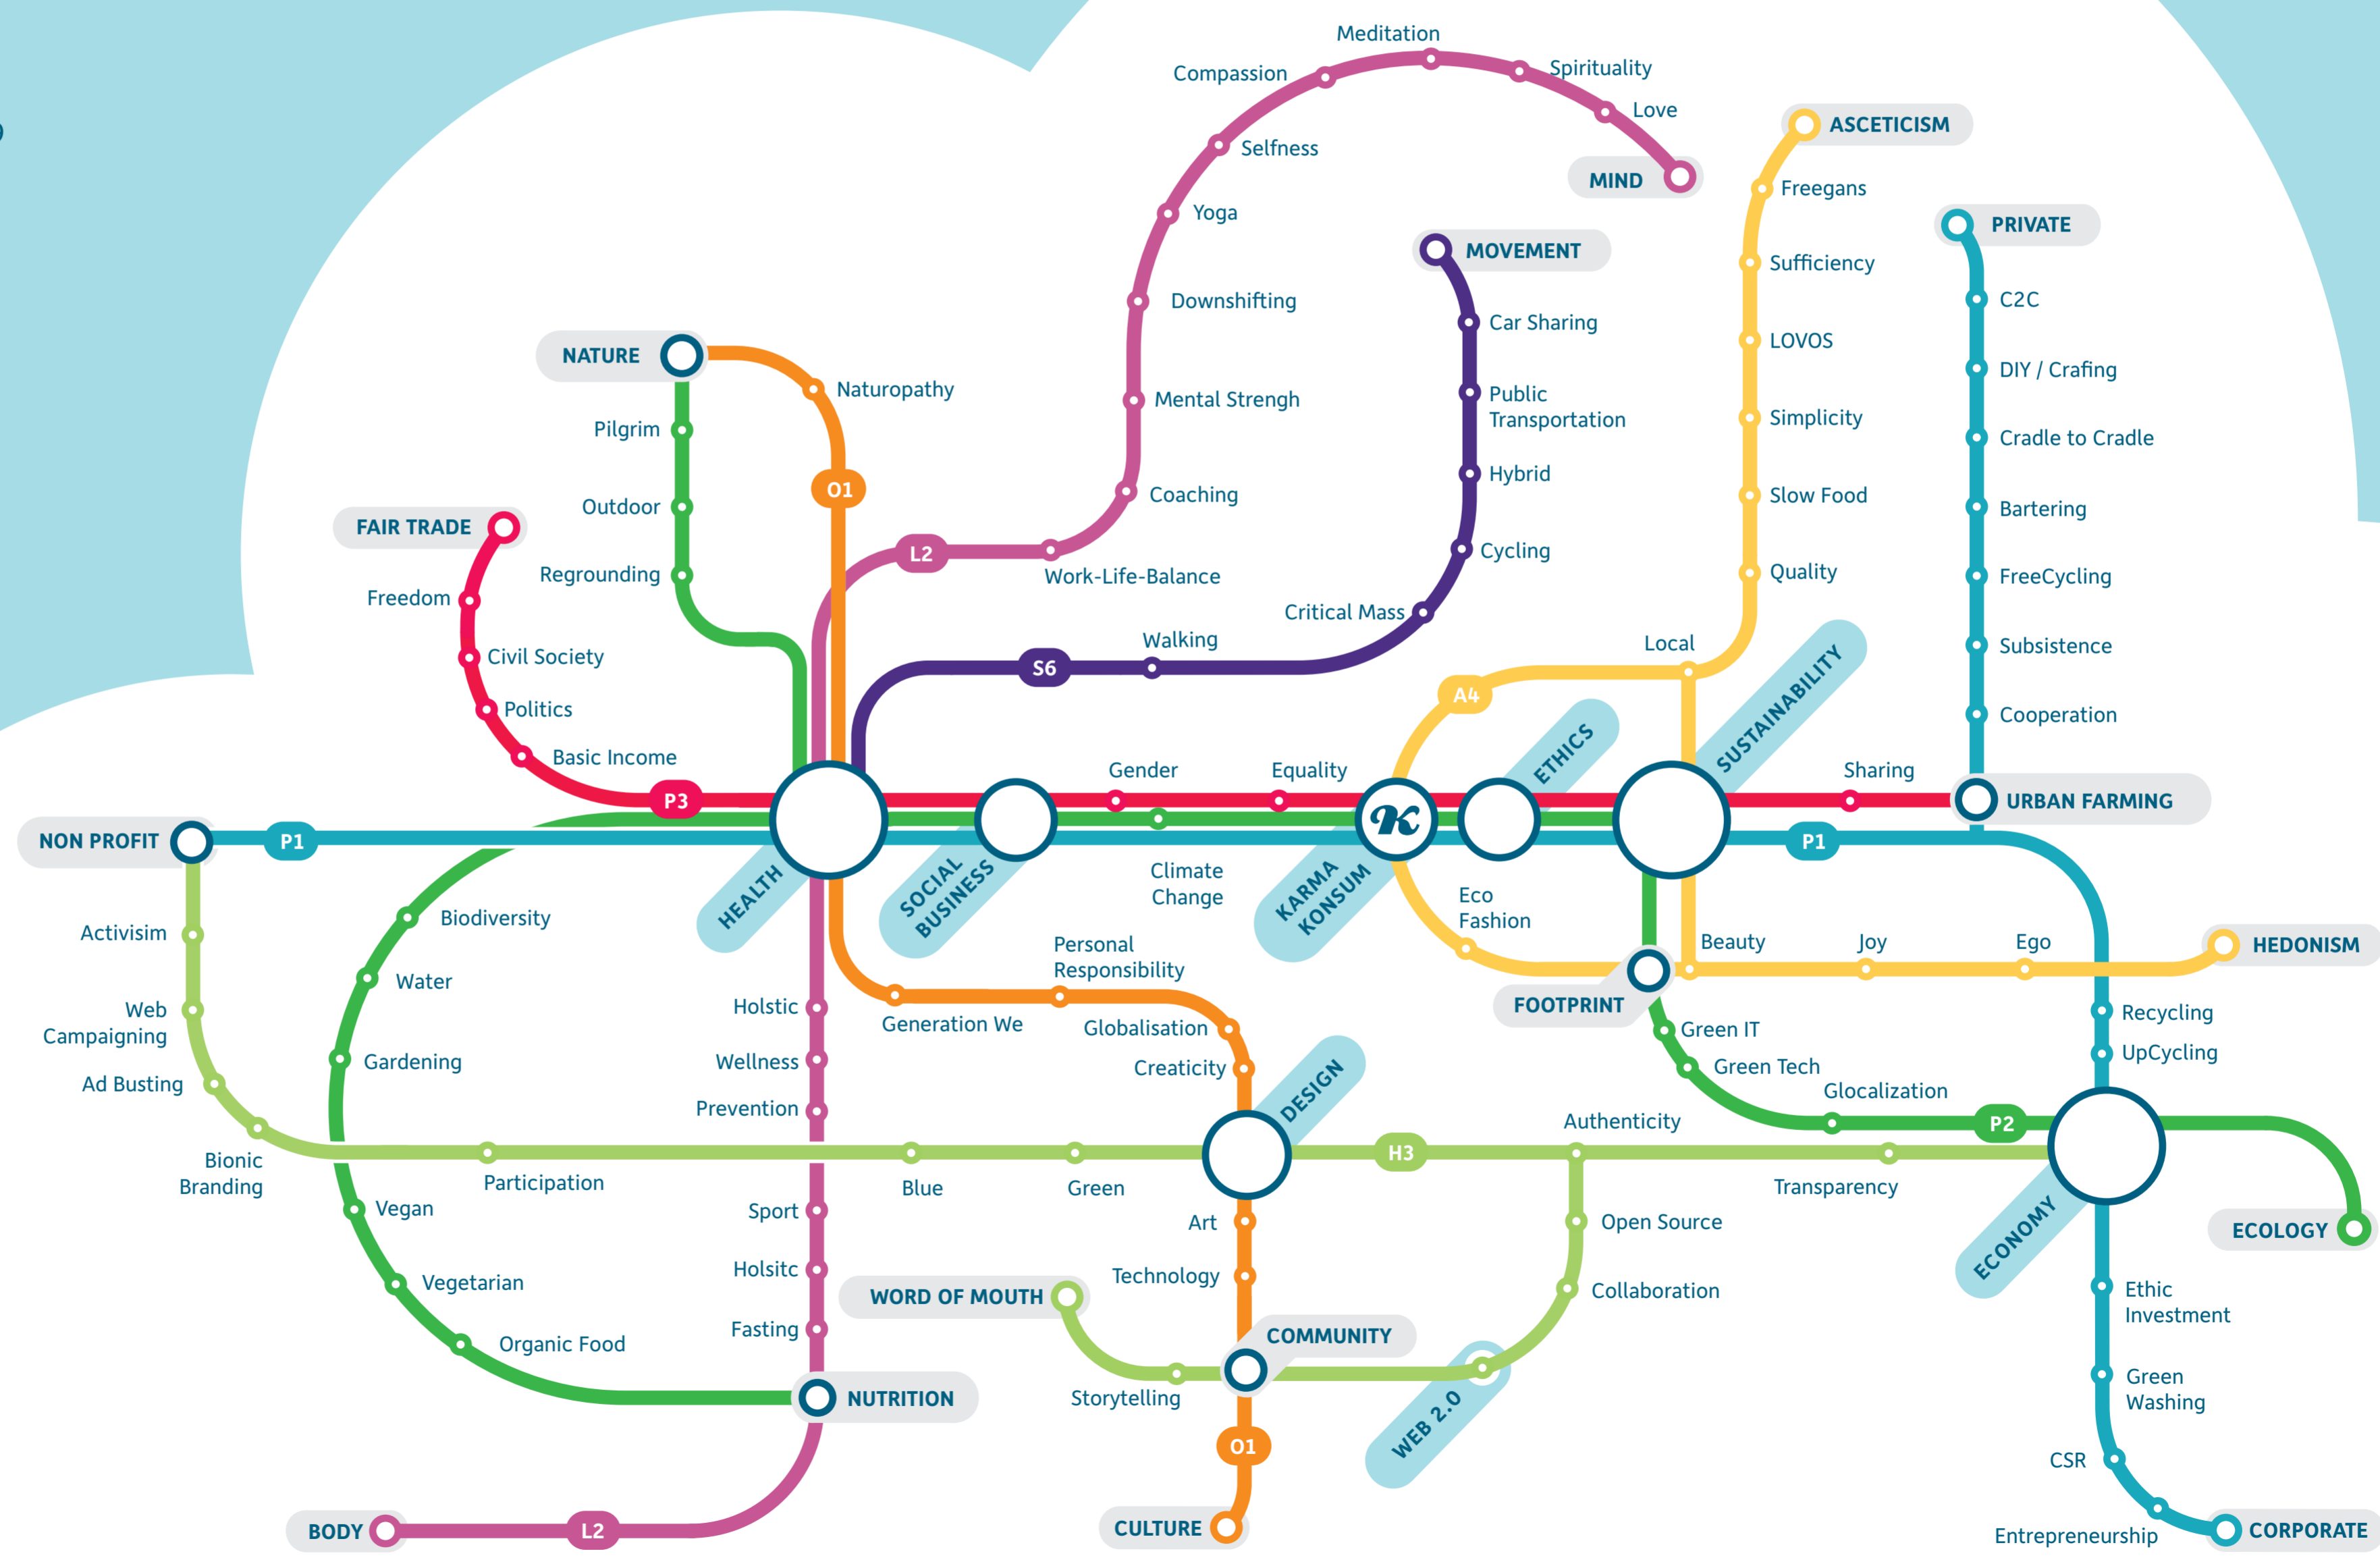 Meditation
Compassion
Spirituality
Love
Selfness
MIND
Yoga
Downshifting
Mental Strengh
Coaching
L2
Work-Life-Balance
ASCETICISM
Freegans
Sufficiency
LOVOS
Simplicity
Slow Food
Quality
Local
A4
PRIVATE
C2C
DIY / Crafing
Cradle to Cradle
Bartering
FreeCycling
Subsistence
Cooperation
MOVEMENT
Car Sharing
Public
Transportation
Hybrid
Cycling
Critical Mass
Walking
S6
NATURE
Naturopathy
O1
Pilgrim
Outdoor
Regrounding
FAIR TRADE
Freedom
Civil Society
Politics
Basic Income
P3
Gender
Equality
K
ETHICS
SUSTAINABILITY
Sharing
URBAN FARMING
NON PROFIT
P1
P1
HEALTH
SOCIAL
BUSINESS
Climate
Change
KARMA
KONSUM
Eco
Fashion
Beauty
Joy
Ego
HEDONISM
FOOTPRINT
Green IT
Green Tech
Glocalization
P2
Recycling
UpCycling
Activisim
Web
Campaigning
Ad Busting
Bionic
Branding
Biodiversity
Water
Gardening
Participation
Vegan
Vegetarian
Organic Food
Holstic
Wellness
Prevention
Sport
Holsitc
Fasting
NUTRITION
BODY
L2
Personal
Responsibility
Generation We
Globalisation
Creaticity
DESIGN
Blue
Green
H3
Authenticity
Transparency
Open Source
Collaboration
Art
Technology
WORD OF MOUTH
COMMUNITY
Storytelling
WEB 2.0
O1
CULTURE
ECONOMY
ECOLOGY
Ethic
Investment
Green
Washing
CSR
Entrepreneurship
CORPORATE